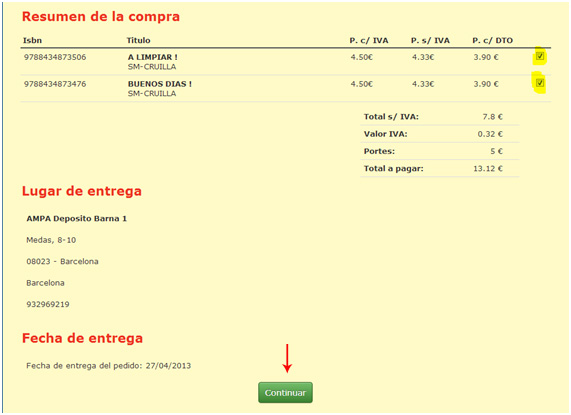 Resumen de la compra
Isbn Titulo P. c/ IVA P. s/ IVA P. c/ DTO
9788434873506 A LIMPIAR ! 4.50€ 4.33€ 3.90 €
SM-CRUILLA
9788434873476 BUENOS DIAS ! 4.50€ 4.33€ 3.90 €
SM-CRUILLA
Total s/ IVA: 7.8 €
Valor IVA: 0.32 €
Portes: 5 €
Total a pagar: 13.12 €
Lugar de entrega
AMPA Deposito Barna 1
Medas, 8-10
08023 - Barcelona
Barcelona
932969219
Fecha de entrega
Fecha de entrega del pedido: 27/04/2013
Continuar